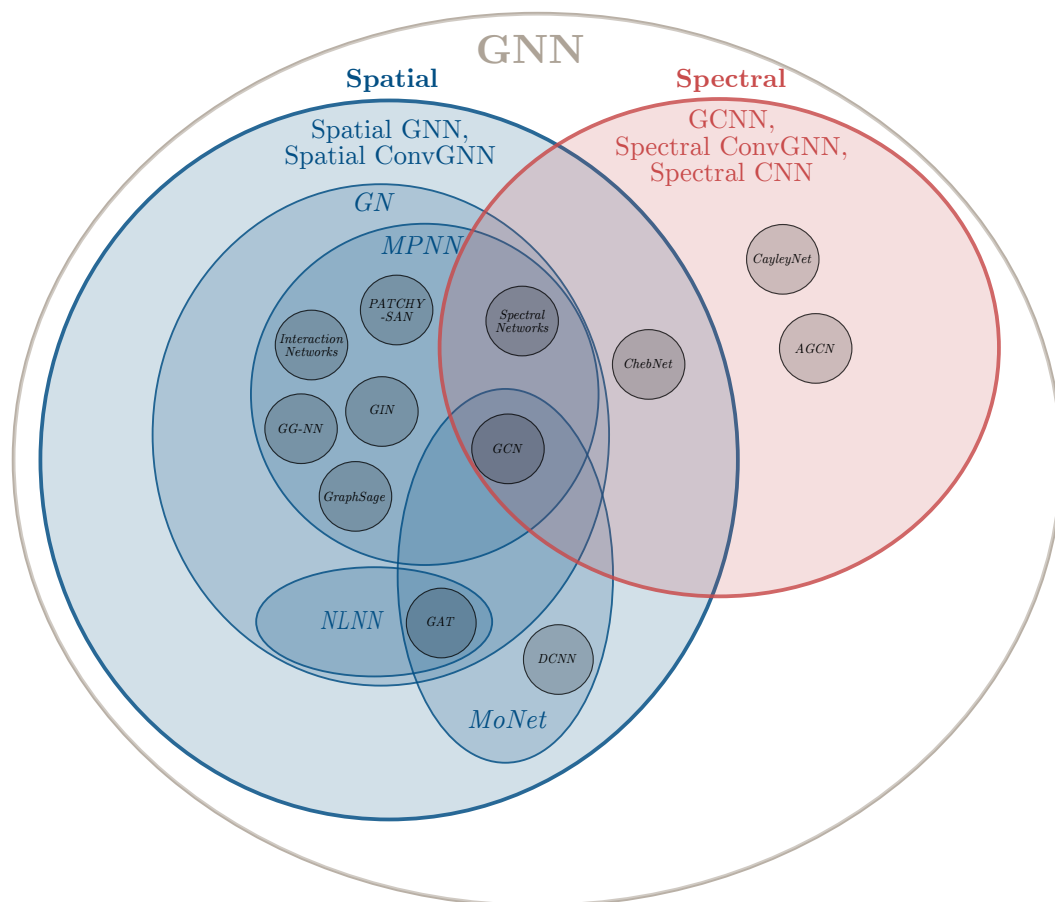 GNN
Spatial
Spectral
Spatial GNN,
Spatial ConvGNN
GCNN,
Spectral ConvGNN,
Spectral CNN
GN
MPNN
CayleyNet
PATCHY
-SAN
Spectral
Networks
Interaction
Networks
ChebNet
AGCN
GIN
GG-NN
GCN
GraphSage
NLNN
GAT
DCNN
MoNet